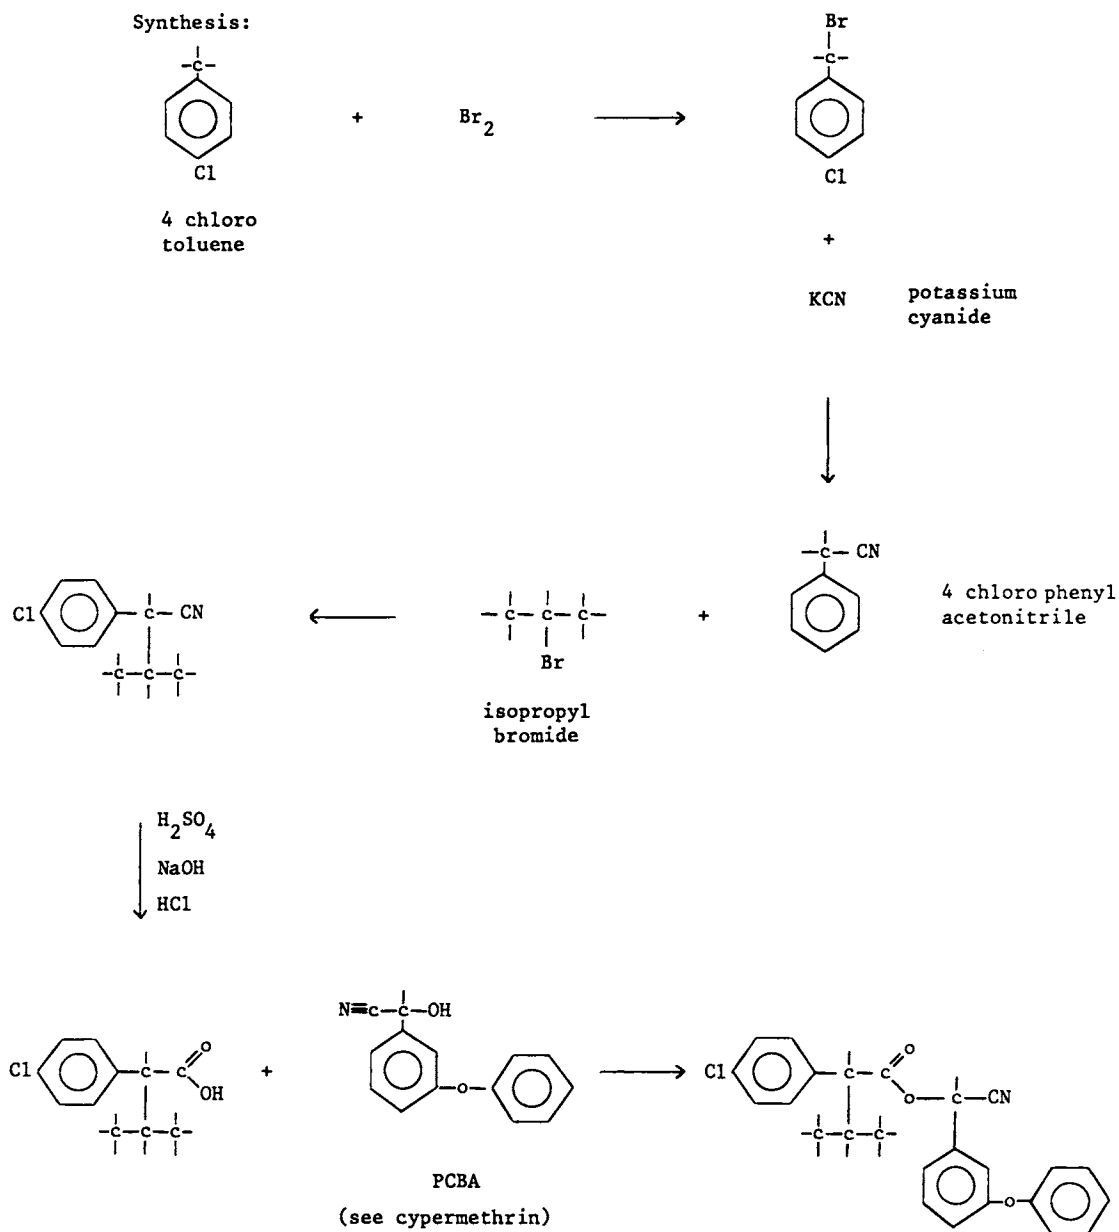 Synthesis:
C
Cl
4 chloro
toluene
+
Br2
Br
C
Cl
+
KCN
potassium
cyanide
C CN
4 chloro phenyl
acetonitrile
+
C C C
Br
isopropyl
bromide
Cl C CN
C C C
H2SO4
NaOH
HCl
Cl C C O
OH
C C C
+
N≡C C OH
O
PCBA
(see cypermethrin)
Cl C C O
O C CN
C C C
O